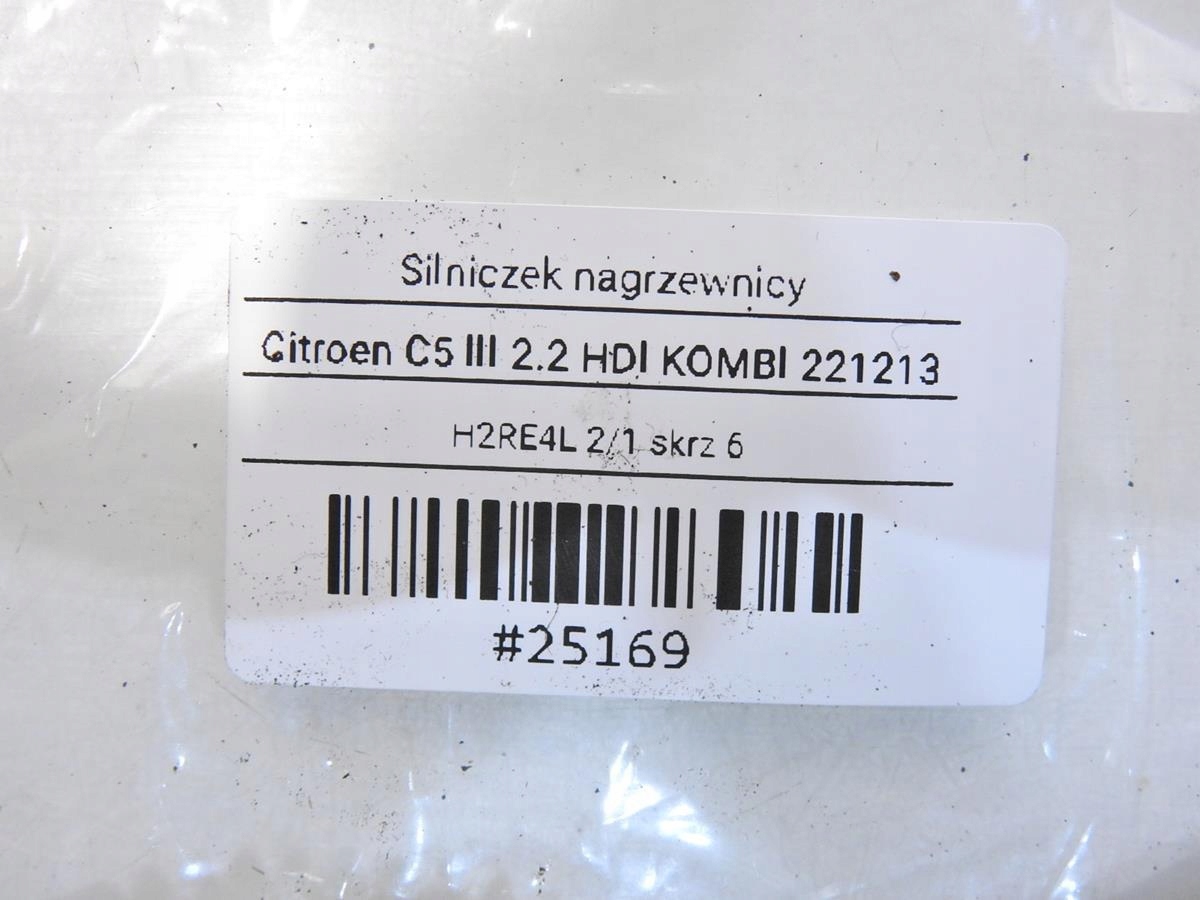 Silniczek nagrzewnicy
Citroen C5 III 2.2 HDI KOMBI 221213
H2RE4L 2/1 skrz 6
#25169